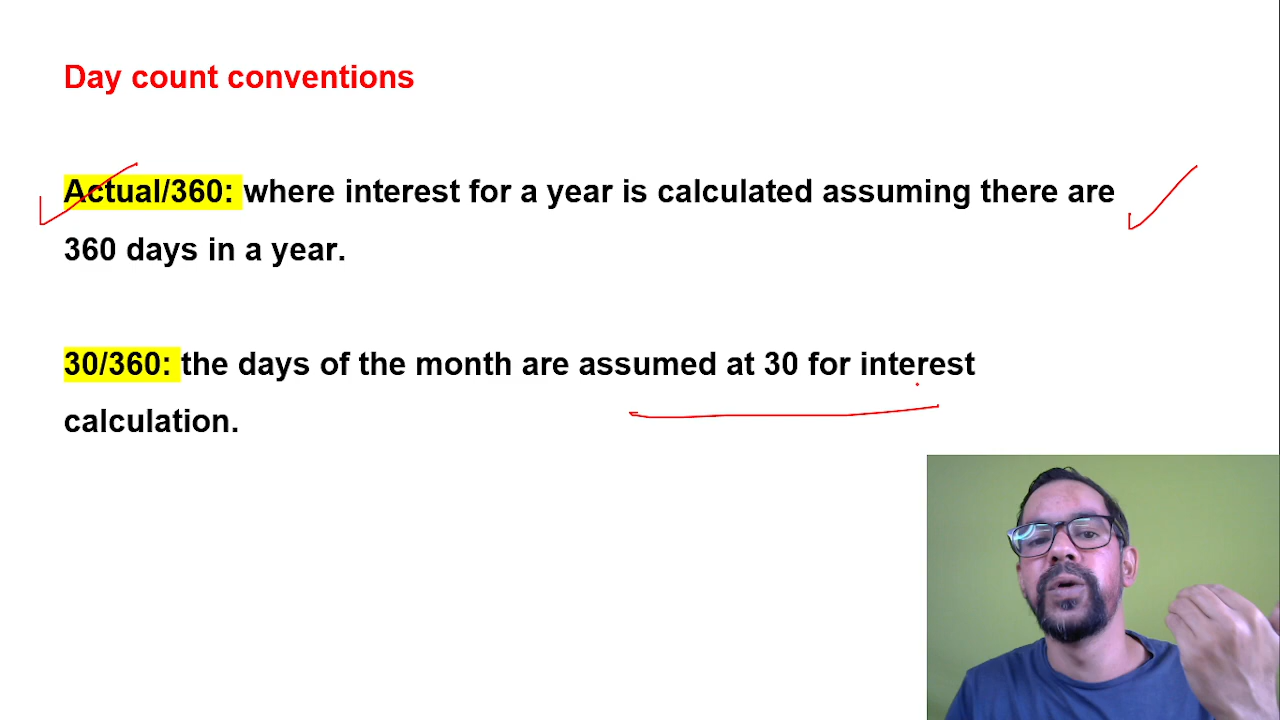 Day count conventions
Actual/360: where interest for a year is calculated assuming there are
360 days in a year.
30/360: the days of the month are assumed at 30 for interest
calculation.